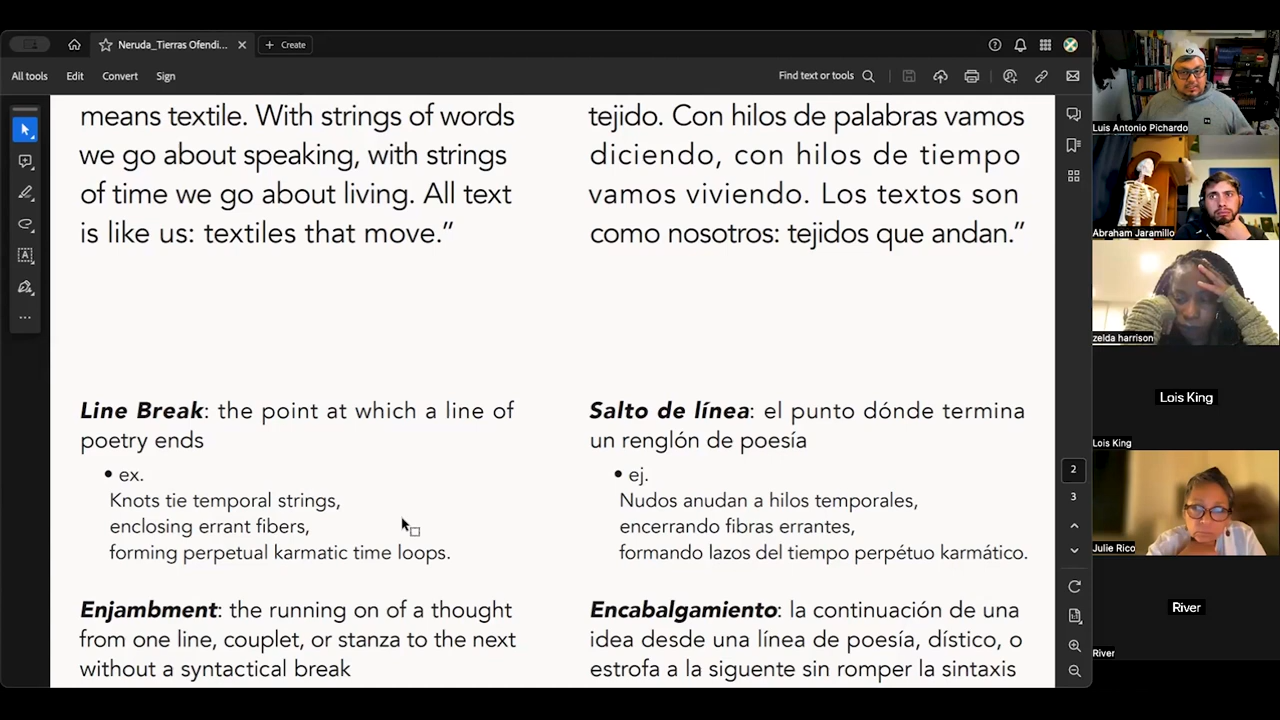 Neruda_Tierras Ofendi...
Create
All tools
Edit
Convert
Sign
Find text or tools
means textile. With strings of words
we go about speaking, with strings
of time we go about living. All text
is like us: textiles that move.”
tejido. Con hilos de palabras vamos
diciendo, con hilos de tiempo
vamos viviendo. Los textos son
como nosotros: tejidos que andan.”
Line Break: the point at which a line of
poetry ends
• ex.
Knots tie temporal strings,
enclosing errant fibers,
forming perpetual karmatic time loops.
Salto de línea: el punto dónde termina
un renglón de poesía
• ej.
Nudos anudan a hilos temporales,
encerrando fibras errantes,
formando lazos del tiempo perpétuo karmático.
Enjambment: the running on of a thought
from one line, couplet, or stanza to the next
without a syntactical break
Encabalgamiento: la continuación de una
idea desde una línea de poesía, dístico, o
estrofa a la siguente sin romper la sintaxis
2
3
Luis Antonio Pichardo
Abraham Jaramillo
zelda harrison
Lois King
Lois King
Julie Rico
River
River